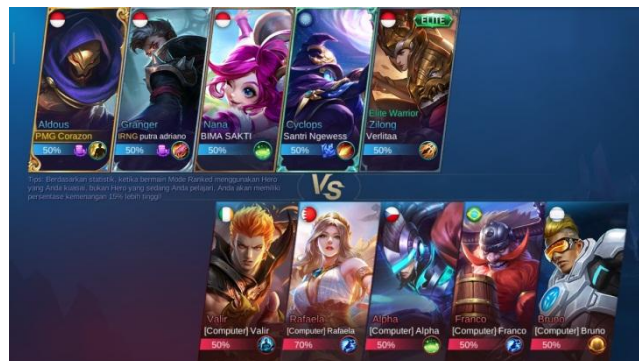 ELITE
Aldous
PMG Corazon
50%
Granger
IRNG putra adriano
50%
Nana
BIMA SAKTI
50%
Cyclops
Santri Ngewess
50%
Elite Warrior
Zilong
Verlitaa
50%
Tips: Berdasarkan statistik, ketika bermain Mode Ranked menggunakan Hero
yang Anda kuasai, bukan Hero yang sedang Anda pelajari, Anda akan memiliki
persentase kemenangan 15% lebih tinggi!
VS
Valir
[Computer] Valir
50%
Rafaela
[Computer] Rafaela
70%
Alpha
[Computer] Alpha
50%
Franco
[Computer] Franco
50%
Bruno
[Computer] Bruno
50%